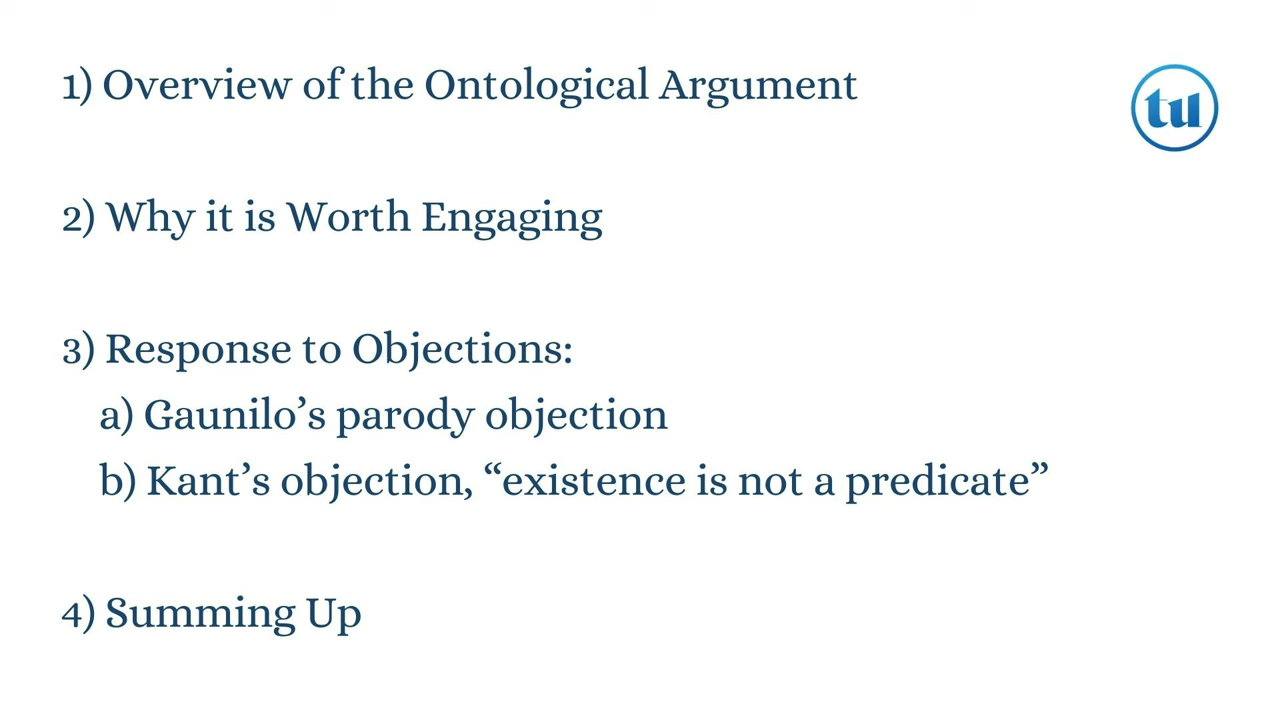 1) Overview of the Ontological Argument
tu
2) Why it is Worth Engaging
3) Response to Objections:
a) Gaunilo’s parody objection
b) Kant’s objection, “existence is not a predicate”
4) Summing Up